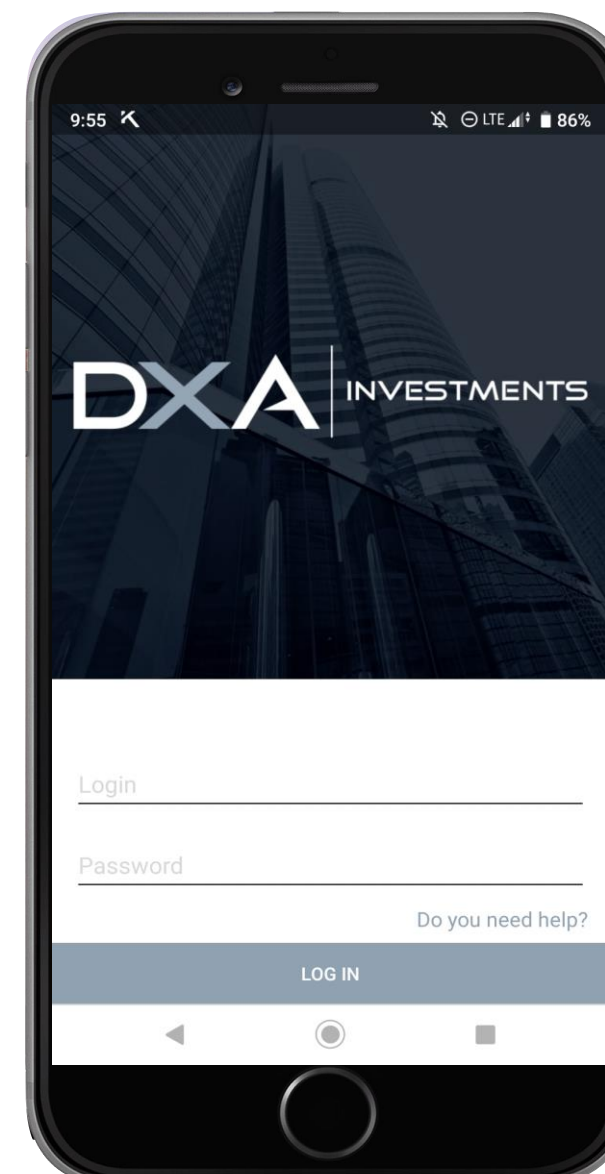 9:55 LTE 86%
DXA INVESTMENTS
Login
Password
Do you need help?
LOG IN